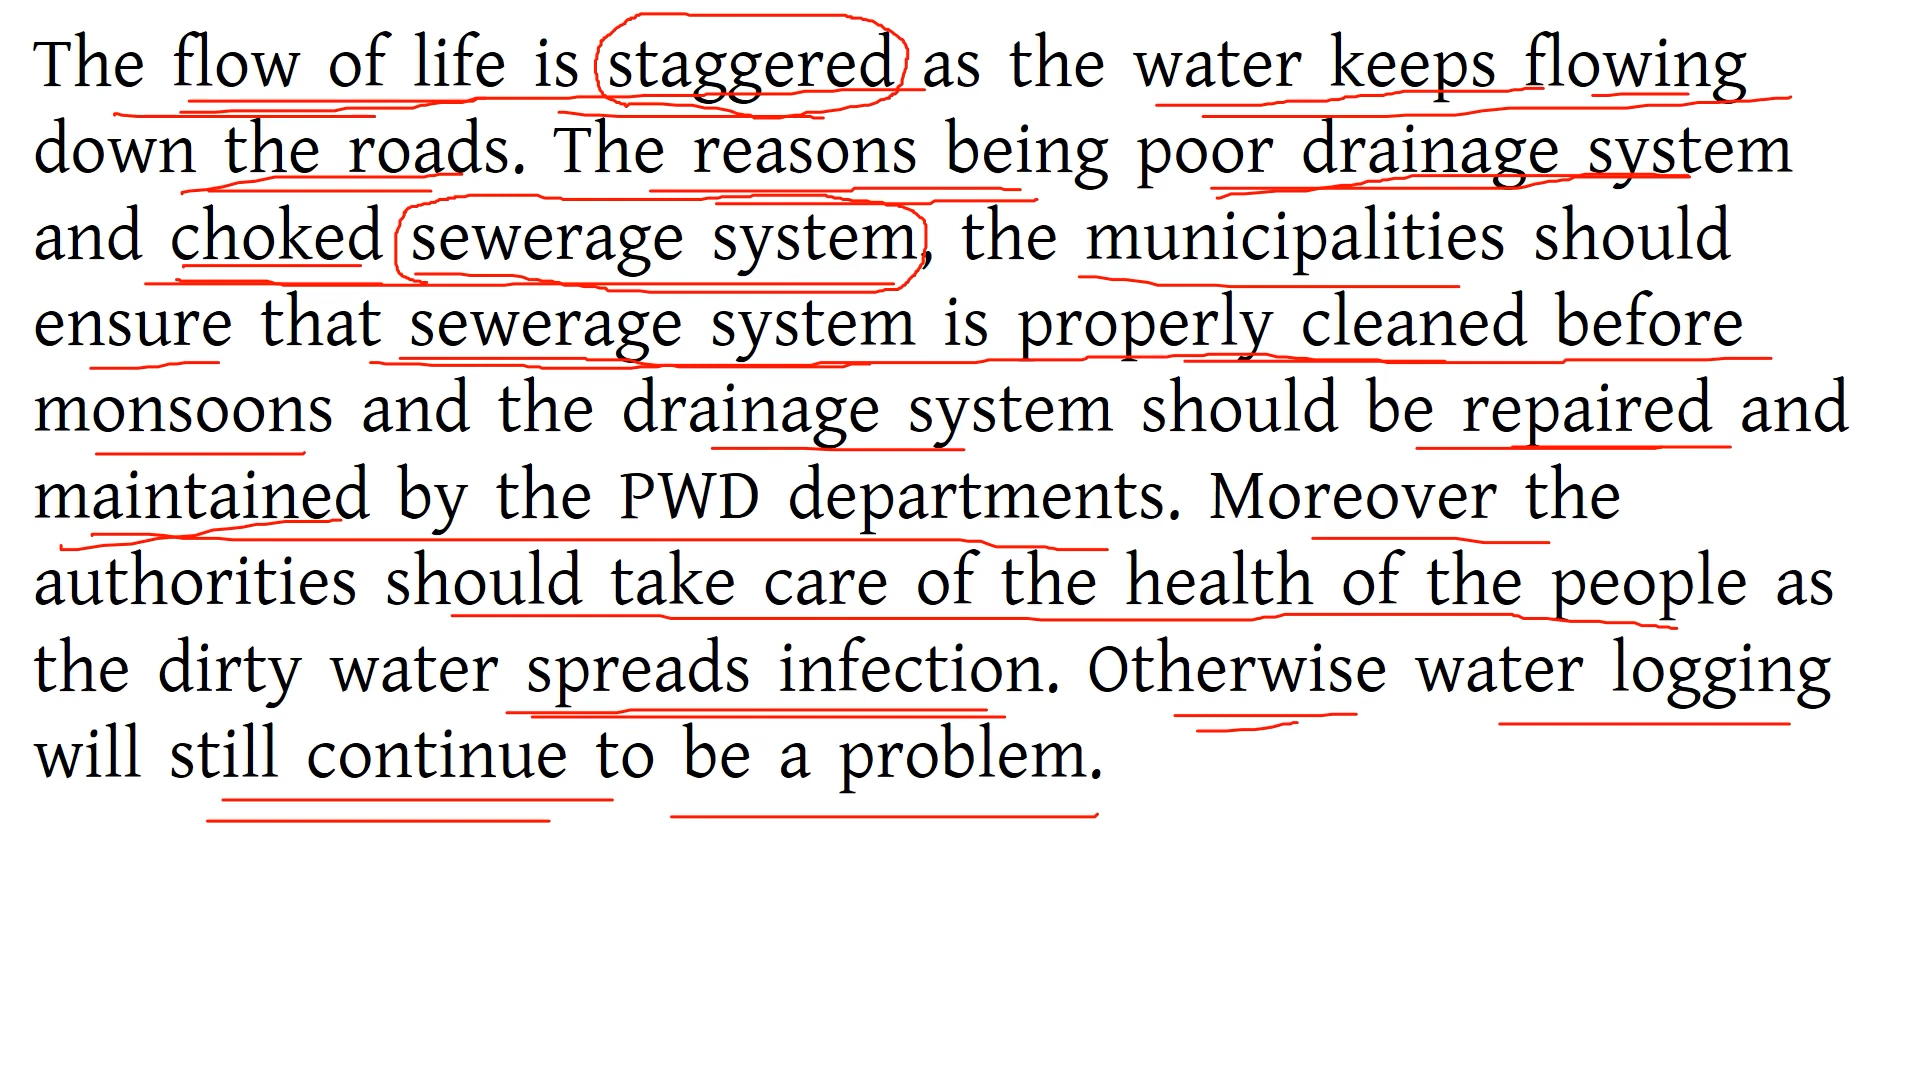 The flow of life is staggered as the water keeps flowing
down the roads. The reasons being poor drainage system
and choked sewerage system, the municipalities should
ensure that sewerage system is properly cleaned before
monsoons and the drainage system should be repaired and
maintained by the PWD departments. Moreover the
authorities should take care of the health of the people as
the dirty water spreads infection. Otherwise water logging
will still continue to be a problem.